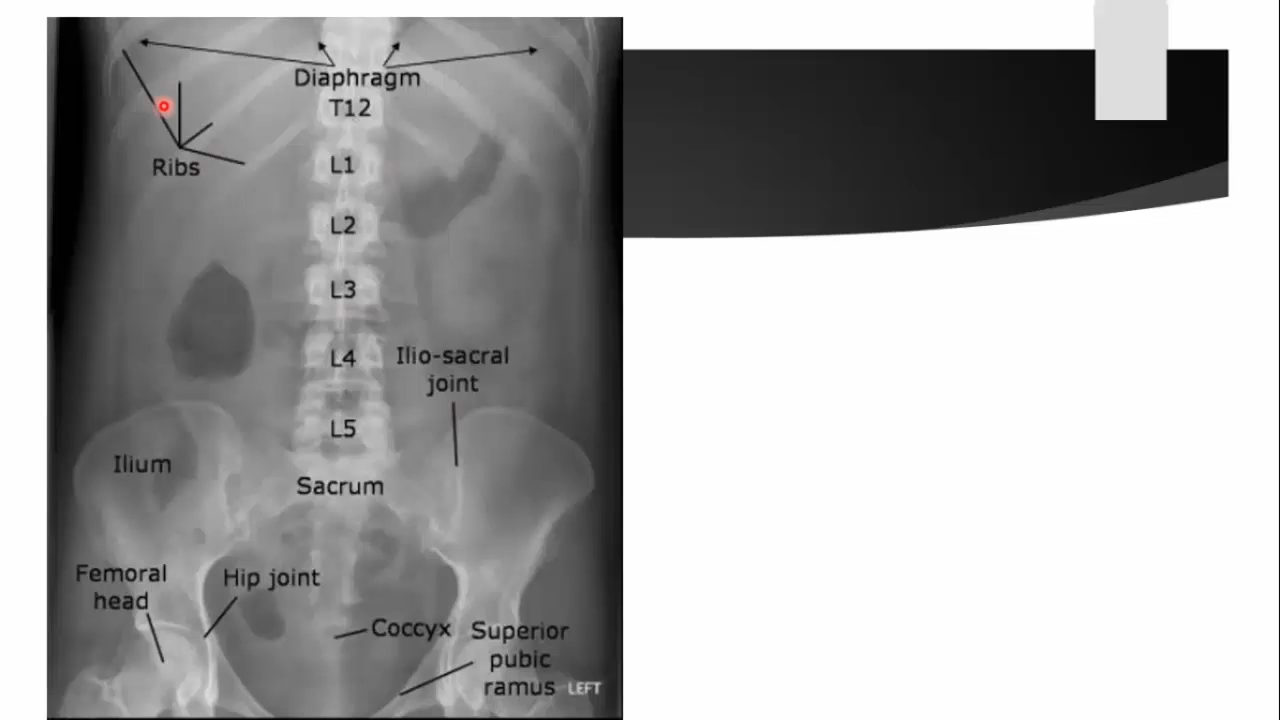 Diaphragm
T12
Ribs
L1
L2
L3
L4
Ilio-sacral
joint
L5
Ilium
Sacrum
Femoral
head
Hip joint
Coccyx
Superior
pubic
ramus
LEFT